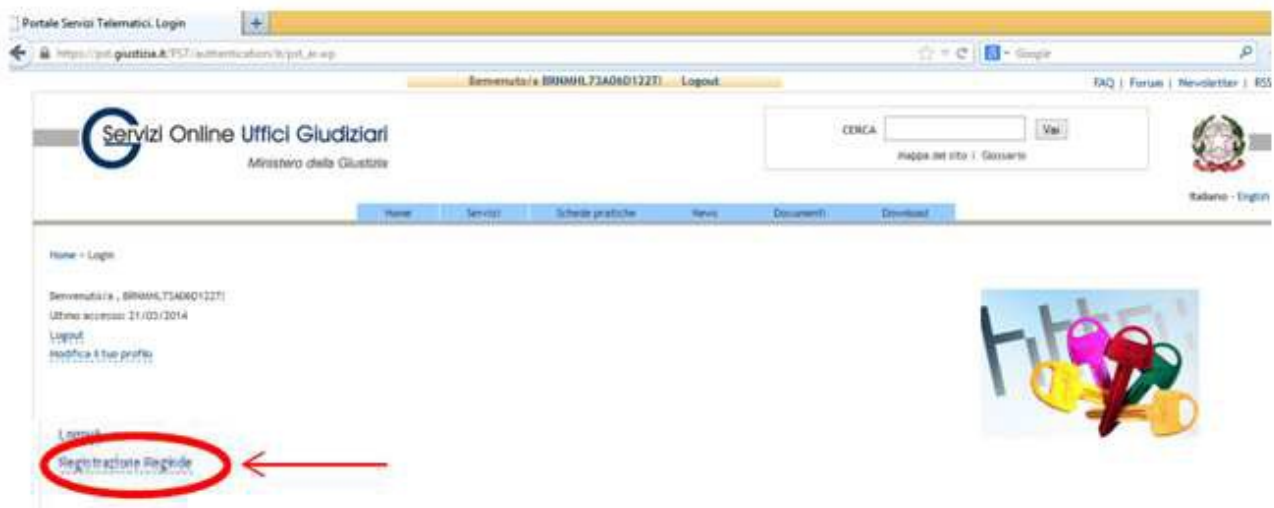 Portale Servizi Telematici. Login
Google
Benvenuto/a Logout
FAQ | Forum | Newsletter | RSS
Servizi Online Uffici Giudiziari
Ministero della Giustizia
CERCA Vai
Mappa del sito | Glossario
Italiano - English
Home Servizi Schede pratiche News Documenti Download
Home > Login
Benvenuto/a ,
Ultimo accesso: 21/03/2014
Logout
Modifica il tuo profilo
http
Logout
Registrazione Reginde